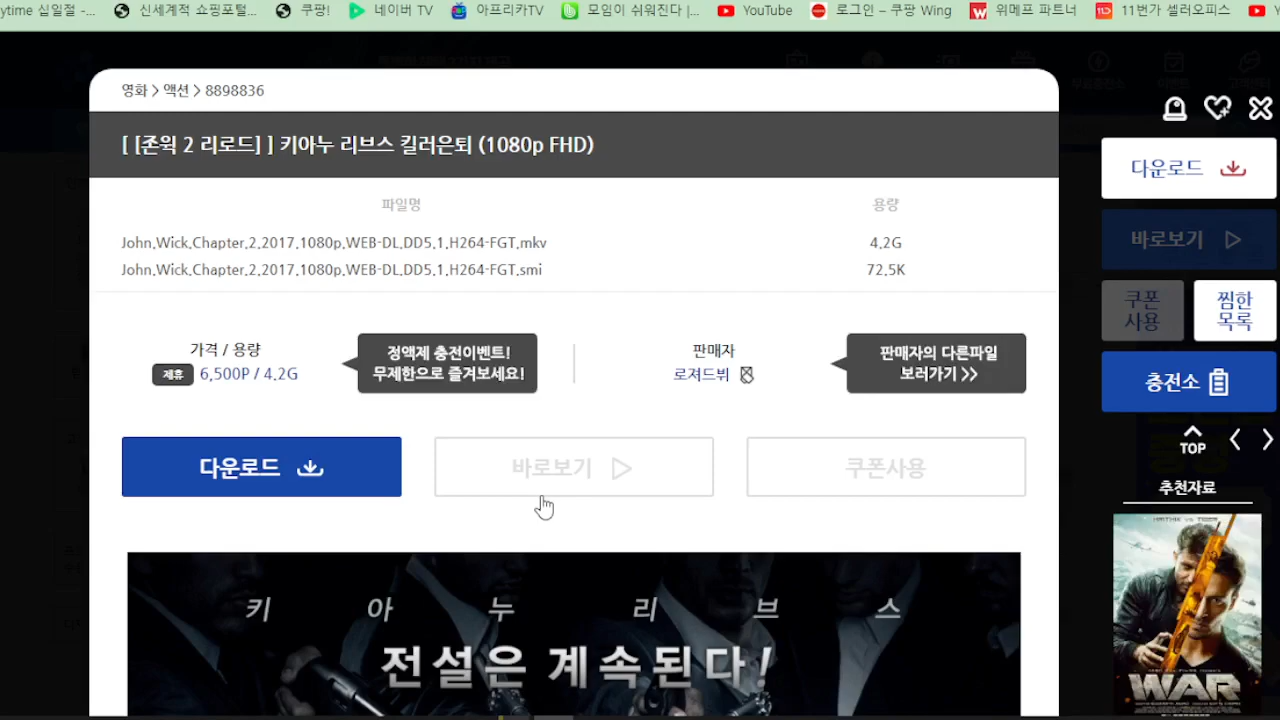 ytime 십일절 -... 신세계적 쇼핑포털... 쿠팡! 네이버 TV 아프리카TV 모임이 쉬워진다 |... YouTube 로그인 – 쿠팡 Wing 위메프 파트너 11번가 셀러오피스
영화 > 액션 > 8898836
[ [존윅 2 리로드] ] 키아누 리브스 킬러은퇴 (1080p FHD)
파일명 용량
John.Wick.Chapter.2.2017.1080p.WEB-DL.DD5.1.H264-FGT.mkv 4.2G
John.Wick.Chapter.2.2017.1080p.WEB-DL.DD5.1.H264-FGT.smi 72.5K
가격 / 용량
제휴 6,500P / 4.2G
정액제 충전이벤트!
무제한으로 즐겨보세요!
판매자
로져드뷔
판매자의 다른파일
보러가기 >>
다운로드 바로보기 쿠폰사용
키 아 누 리 브 스
전설은 계속된다!
다운로드
바로보기
쿠폰
사용
찜한
목록
충전소
TOP
추천자료
HRITHIK VS TIGER
WAR